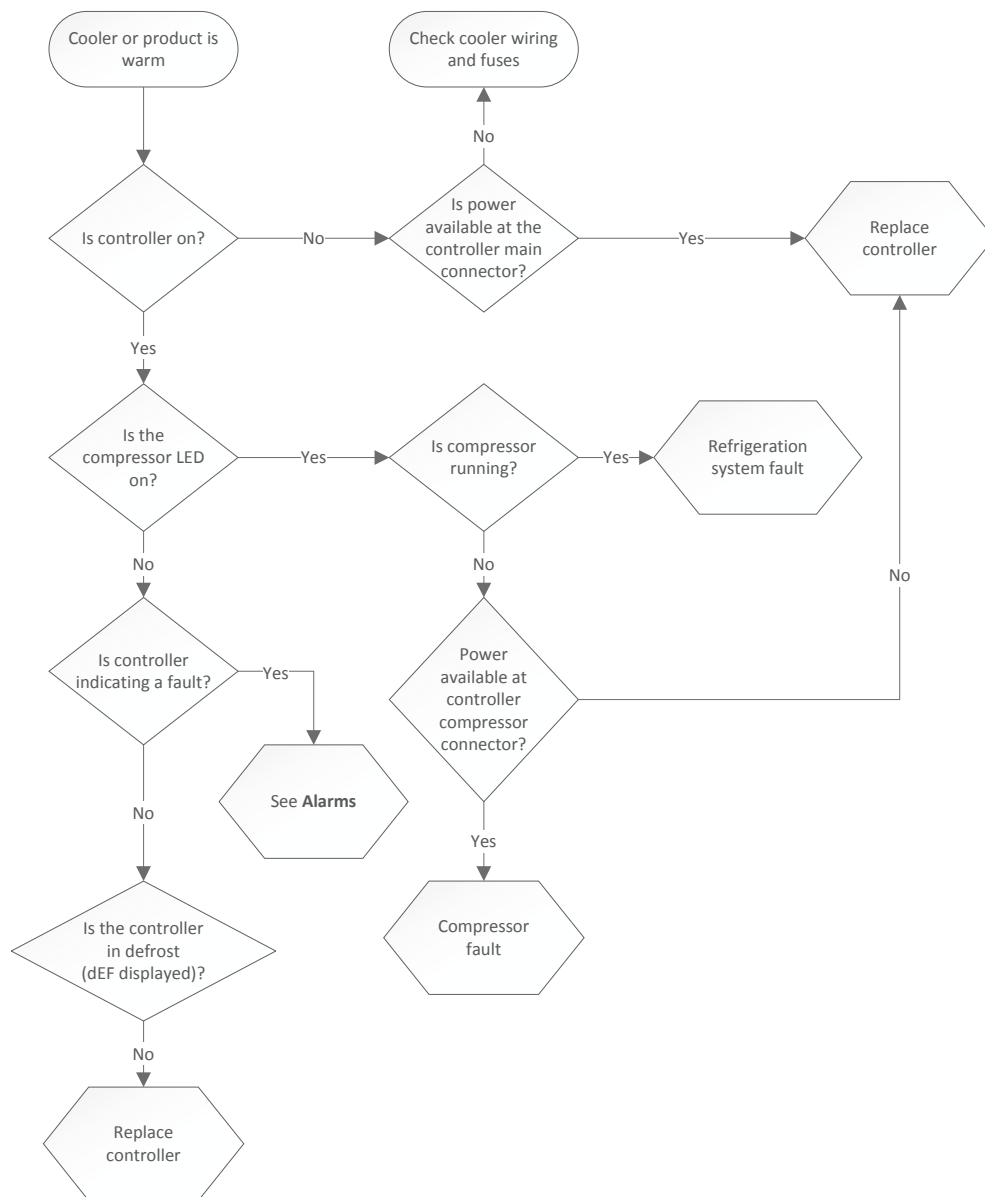 Cooler or product is
warm
Check cooler wiring
and fuses
No
Is controller on?
No
Is power
available at the
controller main
connector?
Yes
Replace
controller
Yes
Is the
compressor LED
on?
Yes
Is compressor
running?
Yes
Refrigeration
system fault
No
No
No
Is controller
indicating a fault?
Yes
Power
available at
controller
compressor
connector?
See Alarms
No
Yes
Is the controller
in defrost
(dEF displayed)?
Compressor
fault
No
Replace
controller